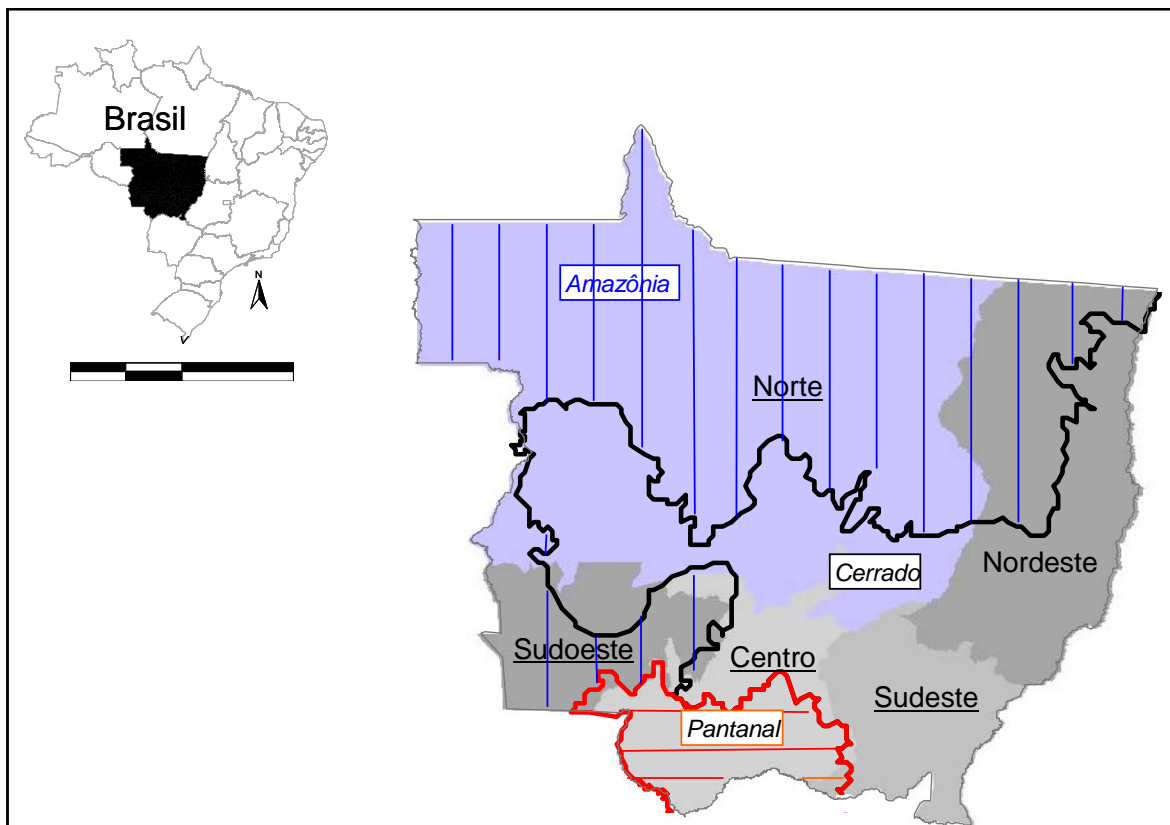 Brasil
N
Amazônia
Norte
Nordeste
Cerrado
Sudoeste
Centro
Sudeste
Pantanal